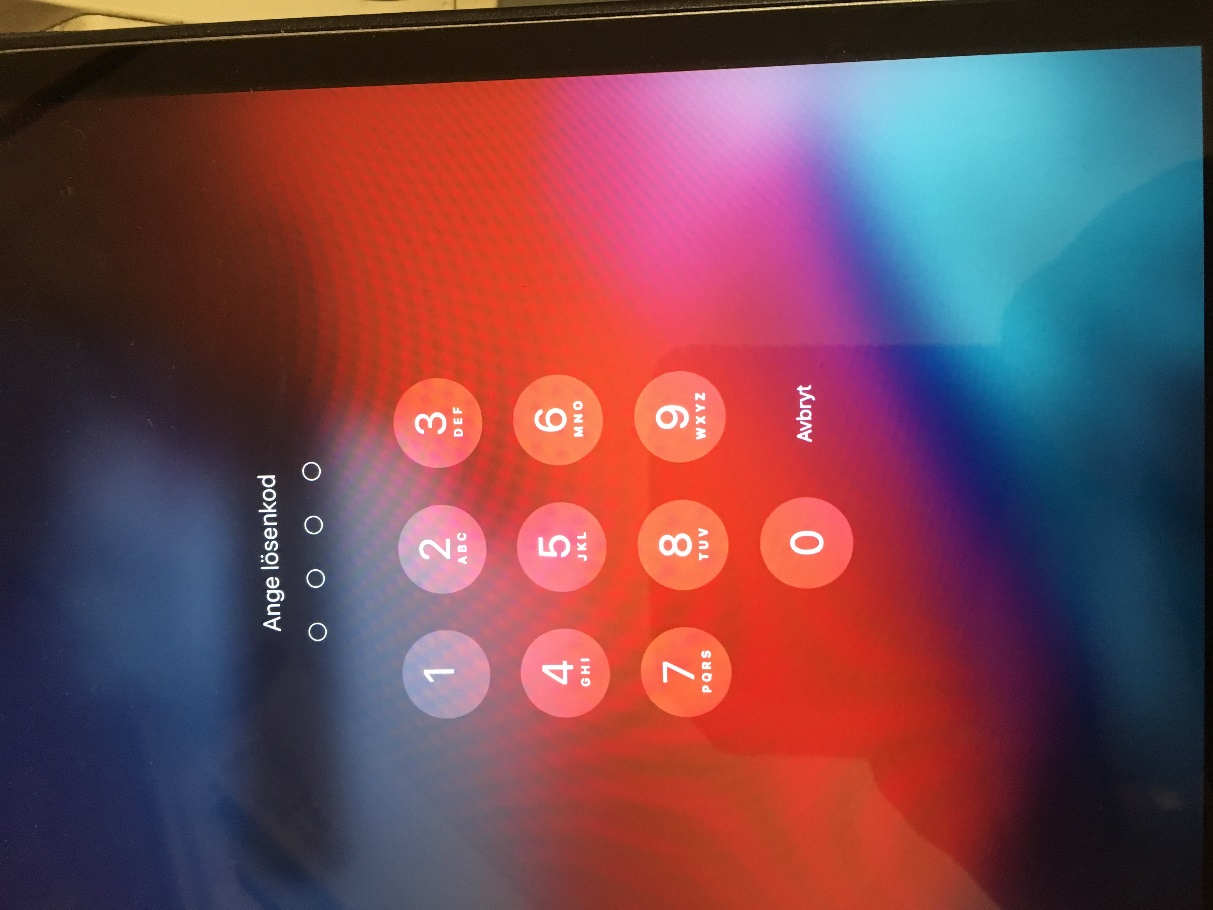 Ange lösenkod
1 2 3
ABC DEF
4 5 6
GHI JKL MNO
7 8 9
PQRS TUV WXYZ
0 Avbryt